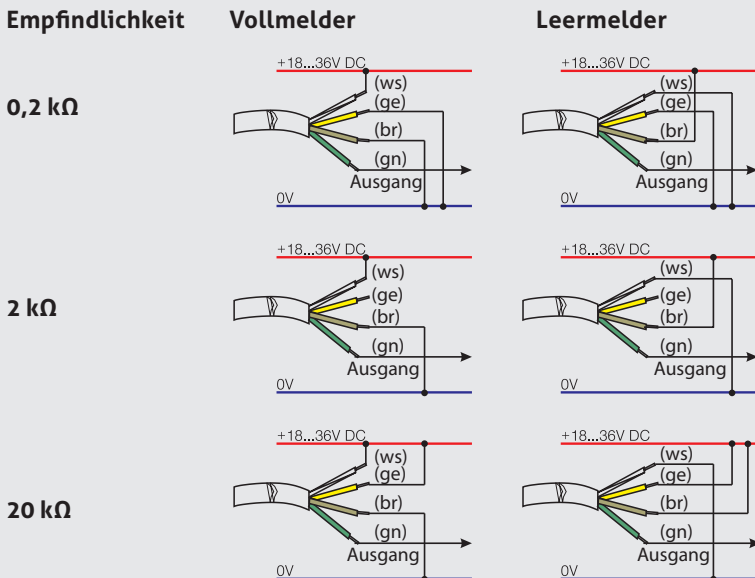 Empfindlichkeit Vollmelder Leermelder
+18...36V DC +18...36V DC
(ws) (ws)
(ge) (ge)
0,2 kΩ
(br) (br)
(gn) (gn)
Ausgang Ausgang
0V 0V
+18...36V DC +18...36V DC
(ws) (ws)
(ge) (ge)
2 kΩ
(br) (br)
(gn) (gn)
Ausgang Ausgang
0V 0V
+18...36V DC +18...36V DC
(ws) (ws)
(ge) (ge)
20 kΩ
(br) (br)
(gn) (gn)
Ausgang Ausgang
0V 0V